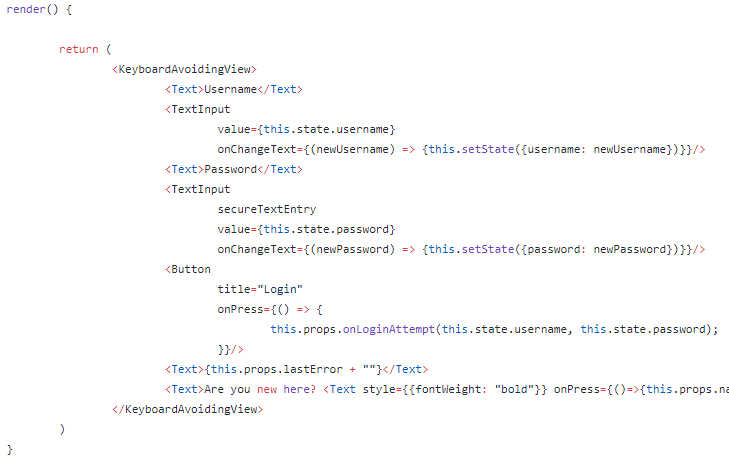 render() {
return (
<KeyboardAvoidingView>
<Text>Username</Text>
<TextInput
value={this.state.username}
onChangeText={(newUsername) => {this.setState({username: newUsername})}}/>
<Text>Password</Text>
<TextInput
secureTextEntry
value={this.state.password}
onChangeText={(newPassword) => {this.setState({password: newPassword})}}/>
<Button
title="Login"
onPress={() => {
this.props.onLoginAttempt(this.state.username, this.state.password);
}}/>
<Text>{this.props.lastError + ""}</Text>
<Text>Are you new here? <Text style={{fontWeight: "bold"}} onPress={()=>{this.props.na
</KeyboardAvoidingView>
)
}